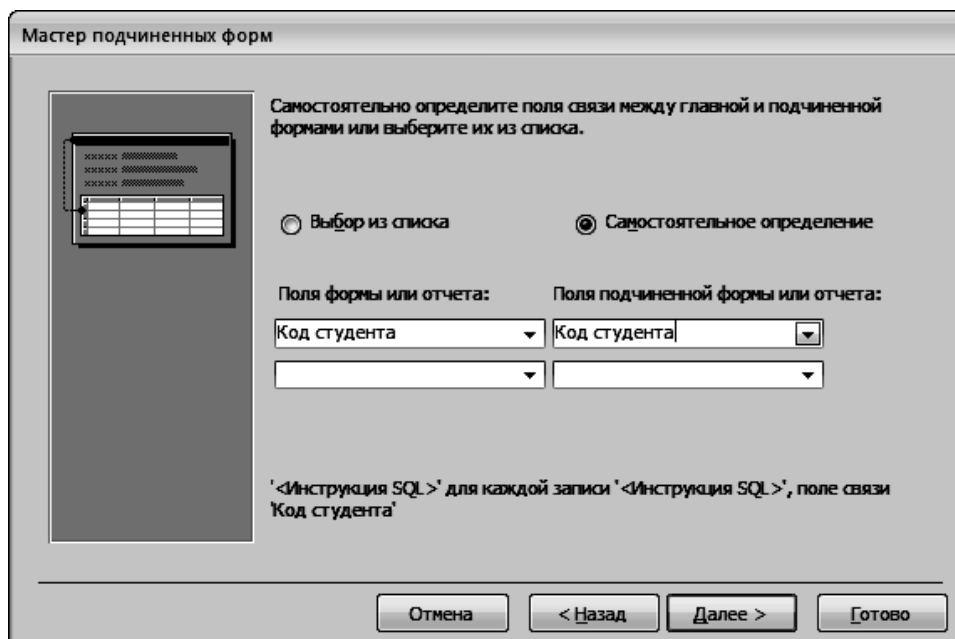 Мастер подчиненных форм
Самостоятельно определите поля связи между главной и подчиненной
формами или выберите их из списка.
Выбор из списка
Самостоятельное определение
Поля формы или отчета:
Поля подчиненной формы или отчета:
Код студента
Код студента
'<Инструкция SQL>' для каждой записи '<Инструкция SQL>', поле связи
'Код студента'
Отмена
< Назад
Далее >
Готово